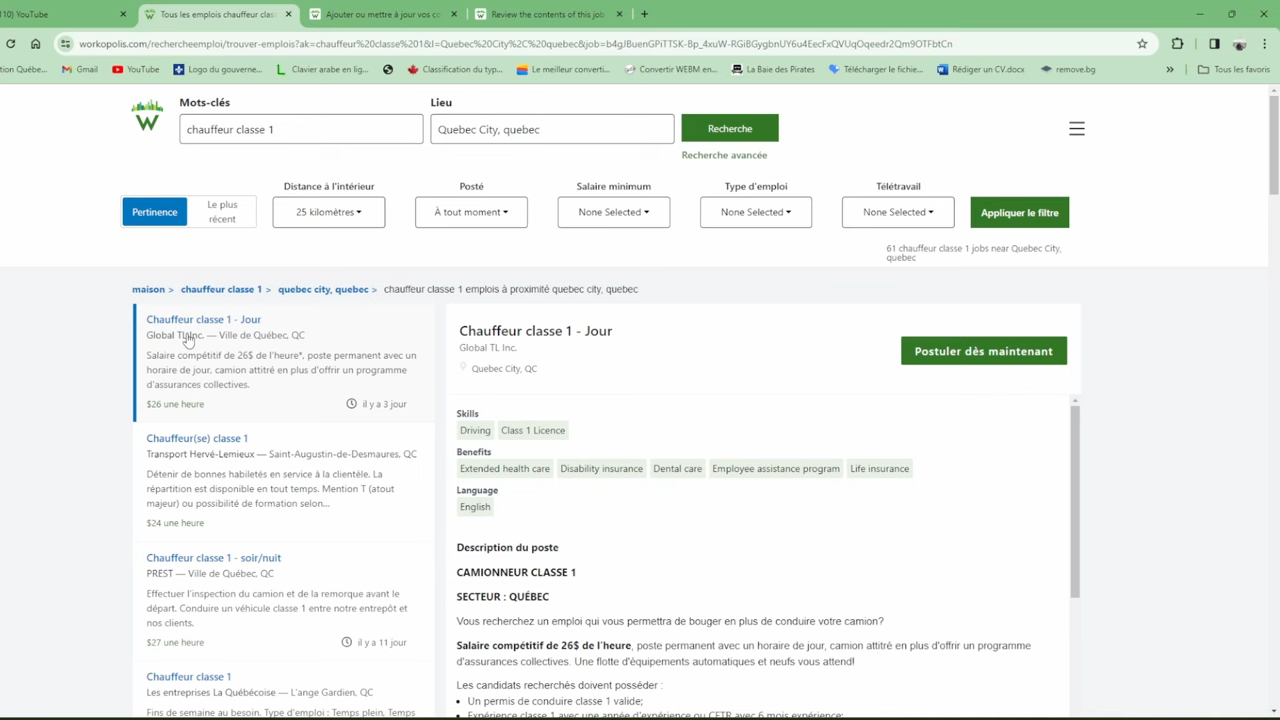 110) YouTube
Tous les emplois chauffeur clas
Ajouter ou mettre à jour vos co
Review the contents of this job
workopolis.com/rechercheemploi/trouver-emplois?ak=chauffeur%20classe%201&l=Quebec%20City%2C%20quebec&job=b4gJBuenGPiTTSK-Bp_4xuW-RGiBGygbnUY6u4EecFxQVUqOqeedr2Qm9OTFbtCn
tion Québe...
Gmail
YouTube
Logo du gouverne...
Clavier arabe en lig...
Classification du typ...
Le meilleur converti...
Convertir WEBM en...
La Baie des Pirates
Télécharger le fichie...
Rédiger un CV.docx
remove.bg
»
Tous les favoris
Mots-clés
Lieu
W
chauffeur classe 1
Quebec City, quebec
Recherche
Recherche avancée
Pertinence
Le plus
récent
Distance à l'intérieur
25 kilomètres
Posté
À tout moment
Salaire minimum
None Selected
Type d'emploi
None Selected
Télétravail
None Selected
Appliquer le filtre
61 chauffeur classe 1 jobs near Quebec City,
quebec
maison > chauffeur classe 1 > quebec city, quebec > chauffeur classe 1 emplois à proximité quebec city, quebec
Chauffeur classe 1 - Jour
Global TL Inc. — Ville de Québec, QC
Salaire compétitif de 26$ de l'heure*, poste permanent avec un
horaire de jour, camion attitré en plus d'offrir un programme
d'assurances collectives.
$26 une heure
il y a 3 jour
Chauffeur(se) classe 1
Transport Hervé-Lemieux — Saint-Augustin-de-Desmaures, QC
Détenir de bonnes habiletés en service à la clientèle. La
répartition est disponible en tout temps. Mention T (atout
majeur) ou possibilité de formation selon...
$24 une heure
Chauffeur classe 1 - soir/nuit
PREST — Ville de Québec, QC
Effectuer l'inspection du camion et de la remorque avant le
départ. Conduire un véhicule classe 1 entre notre entrepôt et
nos clients.
$27 une heure
il y a 11 jour
Chauffeur classe 1
Les entreprises La Québécoise — L'ange Gardien, QC
Fins de semaine au besoin. Type d'emploi : Temps plein, Temps
Chauffeur classe 1 - Jour
Global TL Inc.
Quebec City, QC
Postuler dès maintenant
Skills
Driving
Class 1 Licence
Benefits
Extended health care
Disability insurance
Dental care
Employee assistance program
Life insurance
Language
English
Description du poste
CAMIONNEUR CLASSE 1
SECTEUR : QUÉBEC
Vous recherchez un emploi qui vous permettra de bouger en plus de conduire votre camion?
Salaire compétitif de 26$ de l'heure, poste permanent avec un horaire de jour, camion attitré en plus d'offrir un programme
d'assurances collectives. Une flotte d'équipements automatiques et neufs vous attend!
Les candidats recherchés doivent posséder :
• Un permis de conduire classe 1 valide;
• Expérience classe 1 avec une année d'expérience ou CFTR avec 6 mois expérience;